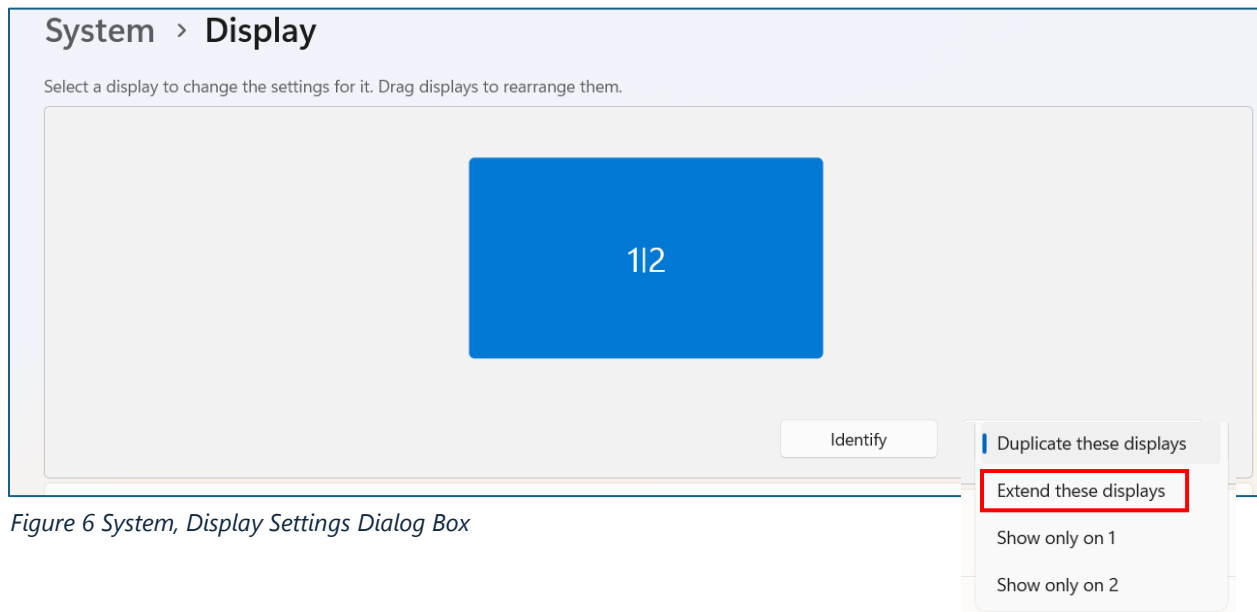 System > Display
Select a display to change the settings for it. Drag displays to rearrange them.
1|2
Identify
Duplicate these displays
Extend these displays
Show only on 1
Show only on 2
Figure 6 System, Display Settings Dialog Box